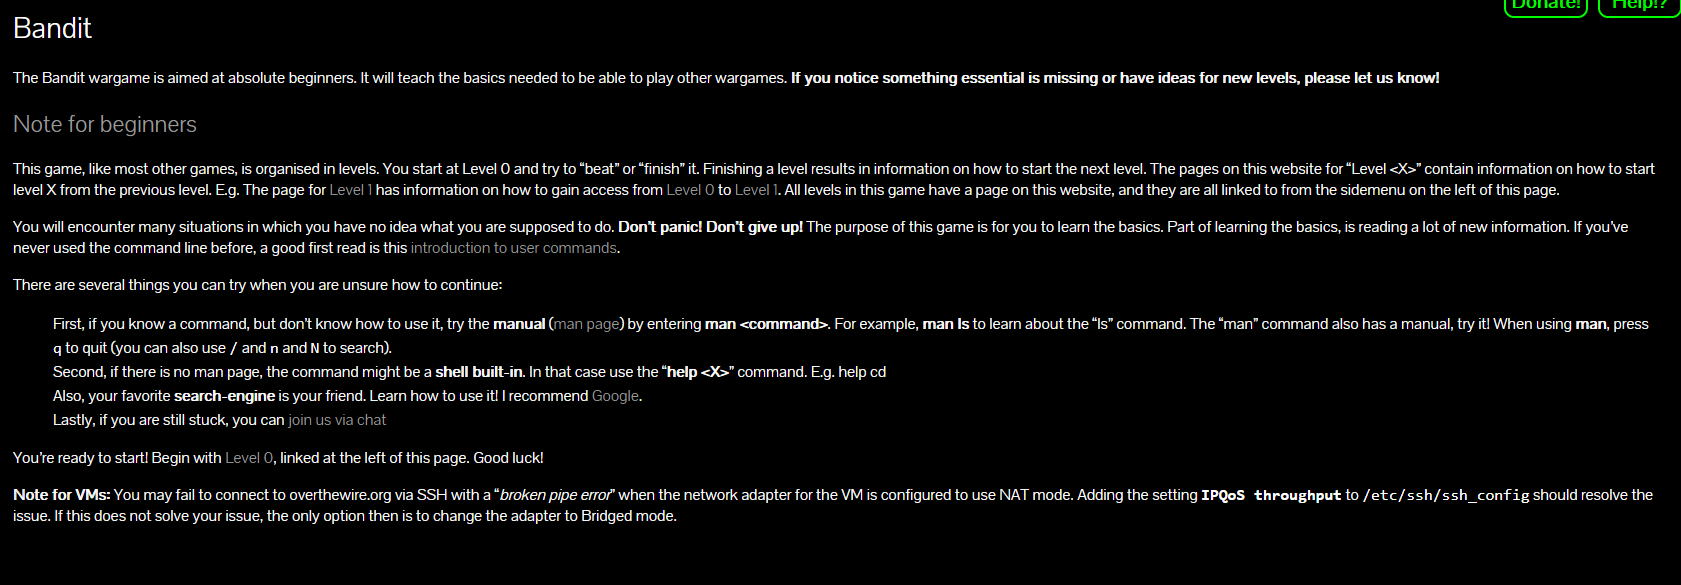 Donate! Help!?
Bandit
The Bandit wargame is aimed at absolute beginners. It will teach the basics needed to be able to play other wargames. If you notice something essential is missing or have ideas for new levels, please let us know!
Note for beginners
This game, like most other games, is organised in levels. You start at Level 0 and try to “beat” or “finish” it. Finishing a level results in information on how to start the next level. The pages on this website for “Level <X>” contain information on how to start
level X from the previous level. E.g. The page for Level 1 has information on how to gain access from Level 0 to Level 1. All levels in this game have a page on this website, and they are all linked to from the sidemenu on the left of this page.
You will encounter many situations in which you have no idea what you are supposed to do. Don’t panic! Don’t give up! The purpose of this game is for you to learn the basics. Part of learning the basics, is reading a lot of new information. If you’ve
never used the command line before, a good first read is this introduction to user commands.
There are several things you can try when you are unsure how to continue:
First, if you know a command, but don’t know how to use it, try the manual (man page) by entering man <command>. For example, man ls to learn about the “ls” command. The “man” command also has a manual, try it! When using man, press
q to quit (you can also use / and n and N to search).
Second, if there is no man page, the command might be a shell built-in. In that case use the “help <X>” command. E.g. help cd
Also, your favorite search-engine is your friend. Learn how to use it! I recommend Google.
Lastly, if you are still stuck, you can join us via chat
You’re ready to start! Begin with Level 0, linked at the left of this page. Good luck!
Note for VMs: You may fail to connect to overthewire.org via SSH with a “broken pipe error” when the network adapter for the VM is configured to use NAT mode. Adding the setting IPQoS throughput to /etc/ssh/ssh_config should resolve the
issue. If this does not solve your issue, the only option then is to change the adapter to Bridged mode.